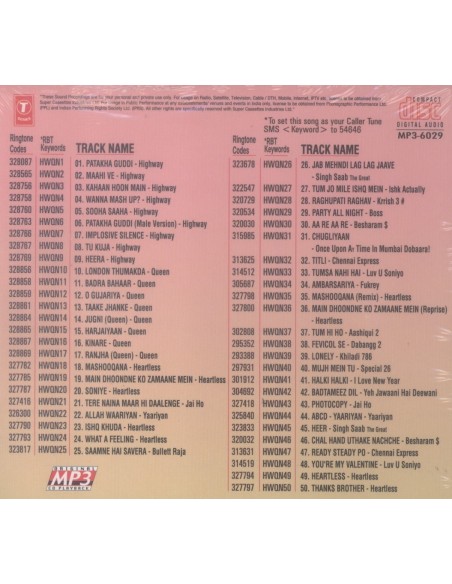 T
*To set this song as your Caller Tune
SMS <Keyword> to 54646
COMPACT
disc
DIGITAL AUDIO
MP3-6029
Ringtone Codes *RBT Keywords TRACK NAME
328087 HWQN1 01. PATAKHA GUDDI - Highway
328565 HWQN2 02. MAAHI VE - Highway
328756 HWQN3 03. KAHAAN HOON MAIN - Highway
328758 HWQN4 04. WANNA MASH UP? - Highway
328760 HWQN5 05. SOOHA SAAHA - Highway
328766 HWQN6 06. PATAKHA GUDDI (Male Version) - Highway
328767 HWQN7 07. IMPLOSIVE SILENCE - Highway
328768 HWQN8 08. TU KUJA - Highway
328769 HWQN9 09. HEERA - Highway
328856 HWQN10 10. LONDON THUMAKDA - Queen
328858 HWQN11 11. BADRA BAHAAR - Queen
328859 HWQN12 12. O GUJARIYA - Queen
328860 HWQN13 13. TAAKE JHANKE - Queen
328864 HWQN14 14. JUGNI (Queen) - Queen
328865 HWQN15 15. HARJAIYAAN - Queen
328867 HWQN16 16. KINARE - Queen
328869 HWQN17 17. RANJHA (Queen) - Queen
327782 HWQN18 18. MASHOOQANA - Heartless
327785 HWQN19 19. MAIN DHOONDNE KO ZAMAANE MEIN - Heartless
327787 HWQN20 20. SONIYE - Heartless
327416 HWQN21 21. TERE NAINA MAAR HI DAALENGE - Jai Ho
326300 HWQN22 22. ALLAH WAARIYAN - Yaariyan
327790 HWQN23 23. ISHQ KHUDA - Heartless
327793 HWQN24 24. WHAT A FEELING - Heartless
323817 HWQN25 25. SAAMNE HAI SAVERA - Bullett Raja
ORIGINAL
MP3
CD PLAYBACK
Ringtone Codes *RBT Keywords TRACK NAME
323870 HWQN26 26. JAB MEHNDI LAG LAG JAAVE
- Singh Saab The Great
322547 HWQN27 27. TUM JO MILE ISHQ MEIN - Ishk Actually
320729 HWQN28 28. RAGHUPATI RAGHAV - Krrish 3 #
329534 HWQN29 29. PARTY ALL NIGHT - Boss
320030 HWQN30 30. AA RE AA RE - Besharam $
315985 HWQN31 31. CHUGLIYAAN
- Once Upon A- Time In Mumbai Dobaara!
313625 HWQN32 32. TITLI - Chennai Express
314512 HWQN33 33. TUMSA NAHI HAI - Luv U Soniyo
305687 HWQN34 34. AMBARSARIYA - Fukrey
327798 HWQN35 35. MASHOOQANA (Remix) - Heartless
327800 HWQN36 36. MAIN DHOONDNE KO ZAMAANE MEIN (Reprise)
- Heartless
302808 HWQN37 37. TUM HI HO - Aashiqui 2
295352 HWQN38 38. FEVICOL SE - Dabangg 2
293388 HWQN39 39. LONELY - Khiladi 786
297931 HWQN40 40. MUJH MEIN TU - Special 26
301912 HWQN41 41. HALKI HALKI - I Love New Year
304692 HWQN42 42. BADTAMEEZ DIL - Yeh Jawaani Hai Deewani
327418 HWQN43 43. PHOTOCOPY - Jai Ho
325840 HWQN44 44. ABCD - Yaariyan
323833 HWQN45 45. HEER - Singh Saab The Great
320032 HWQN46 46. CHAL HAND UTHAKE NACHCHE - Besharam $
313631 HWQN47 47. READY STEADY PO - Chennai Express
314519 HWQN48 48. YOU'RE MY VALENTINE - Luv U Soniyo
327794 HWQN49 49. HEARTLESS - Heartless
327797 HWQN50 50. THANKS BROTHER - Heartless